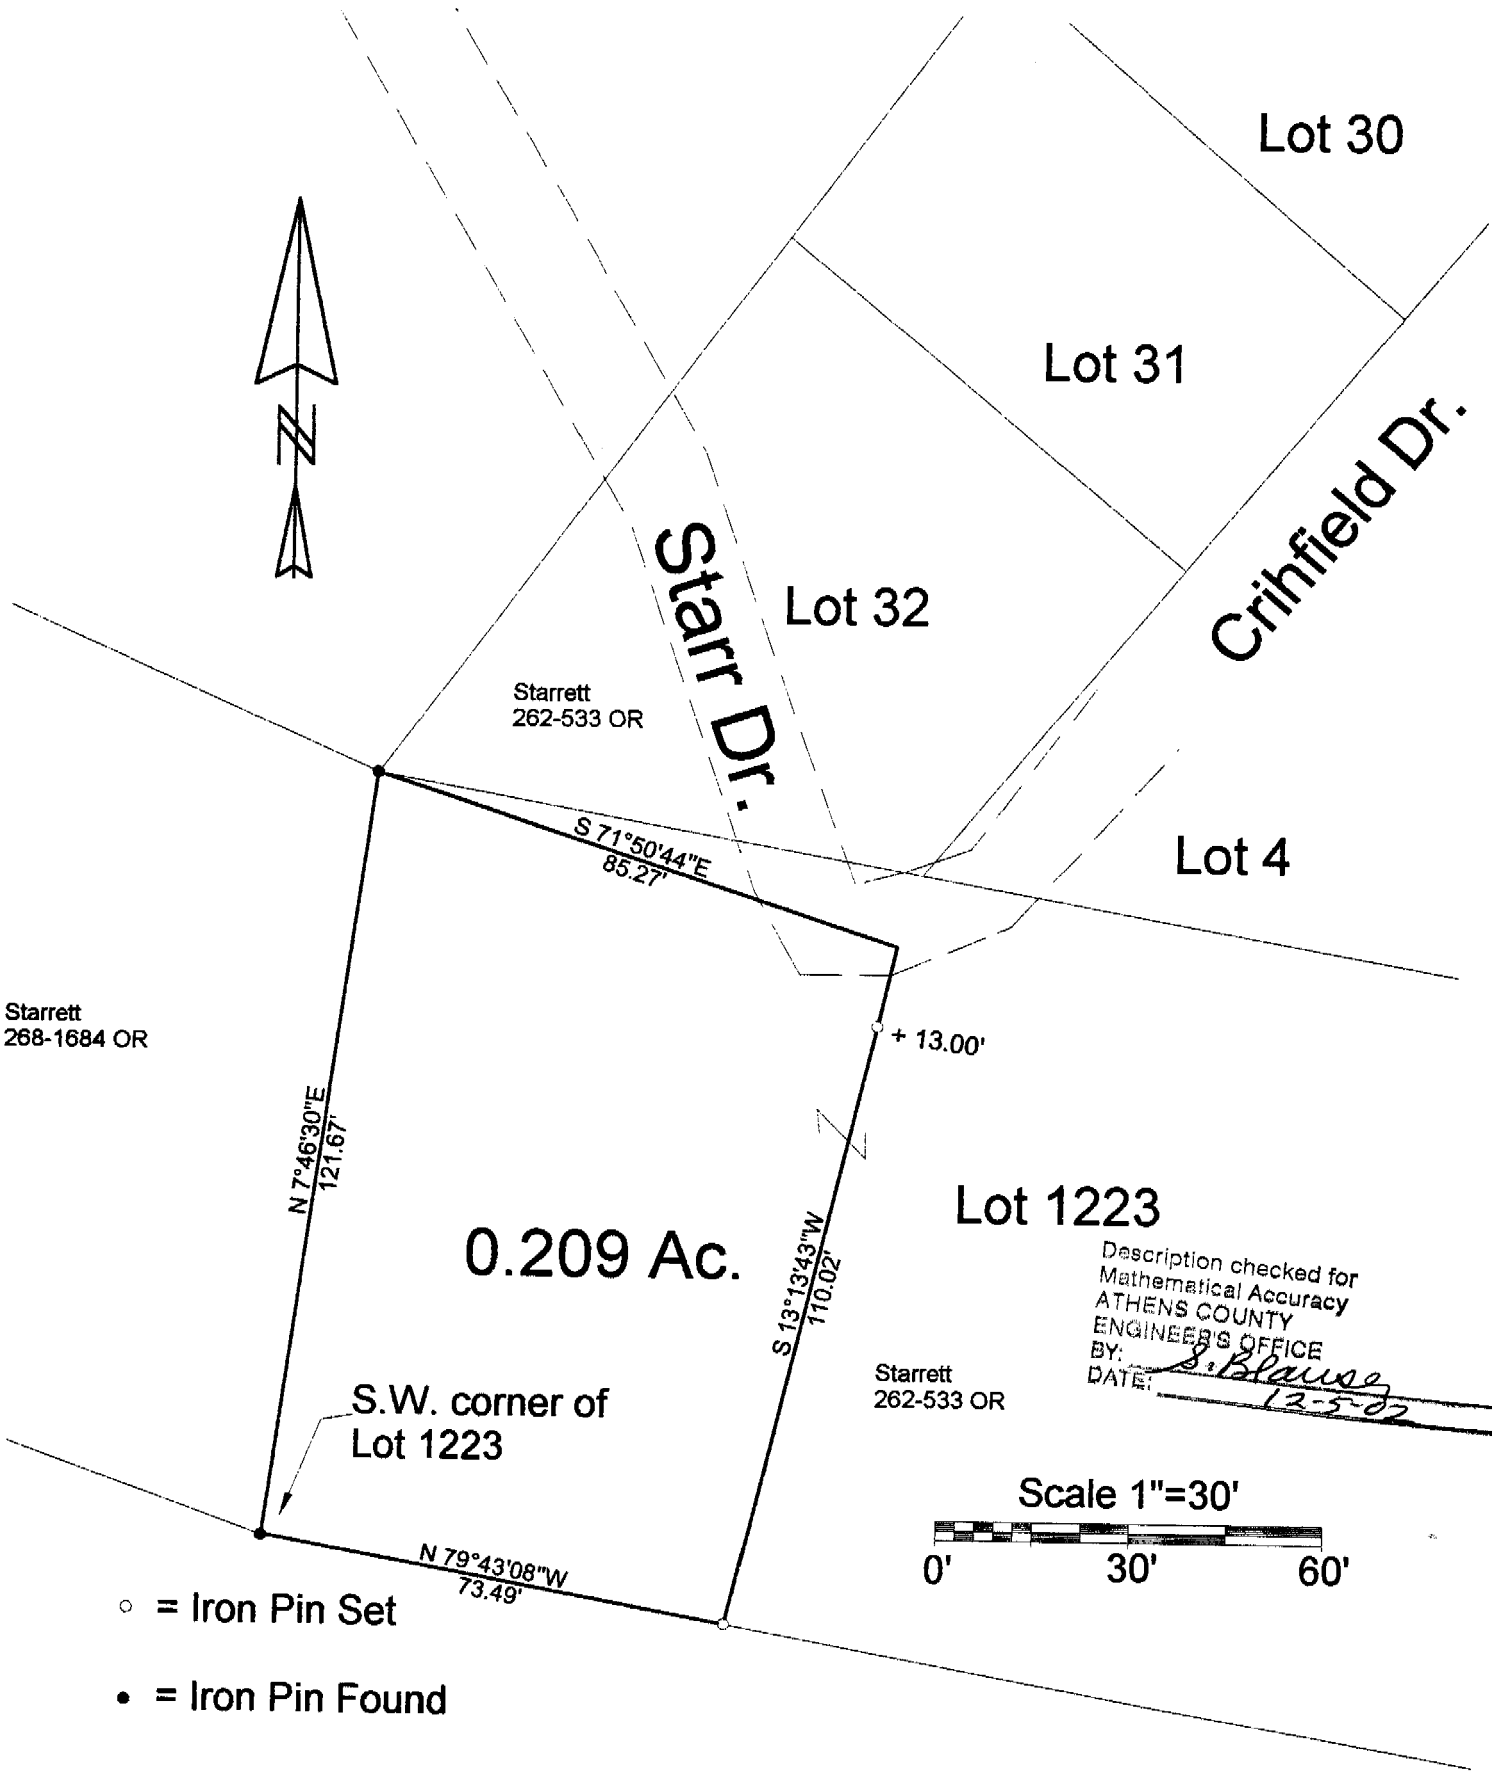 Lot 30
N
Lot 31
Crihfield Dr.
Starr Dr.
Lot 32
Starrett
262-533 OR
S 71°50'44"E
85.27'
Lot 4
Starrett
268-1684 OR
+ 13.00'
N 7°46'30"E
121.67'
Lot 1223
0.209 Ac.
S 13°13'43"W
110.02'
Description checked for
Mathematical Accuracy
ATHENS COUNTY
ENGINEER'S OFFICE
BY: S. Blausey
DATE: 12-5-02
Starrett
262-533 OR
S.W. corner of
Lot 1223
Scale 1"=30'
0' 30' 60'
N 79°43'08"W
73.49'
= Iron Pin Set
= Iron Pin Found